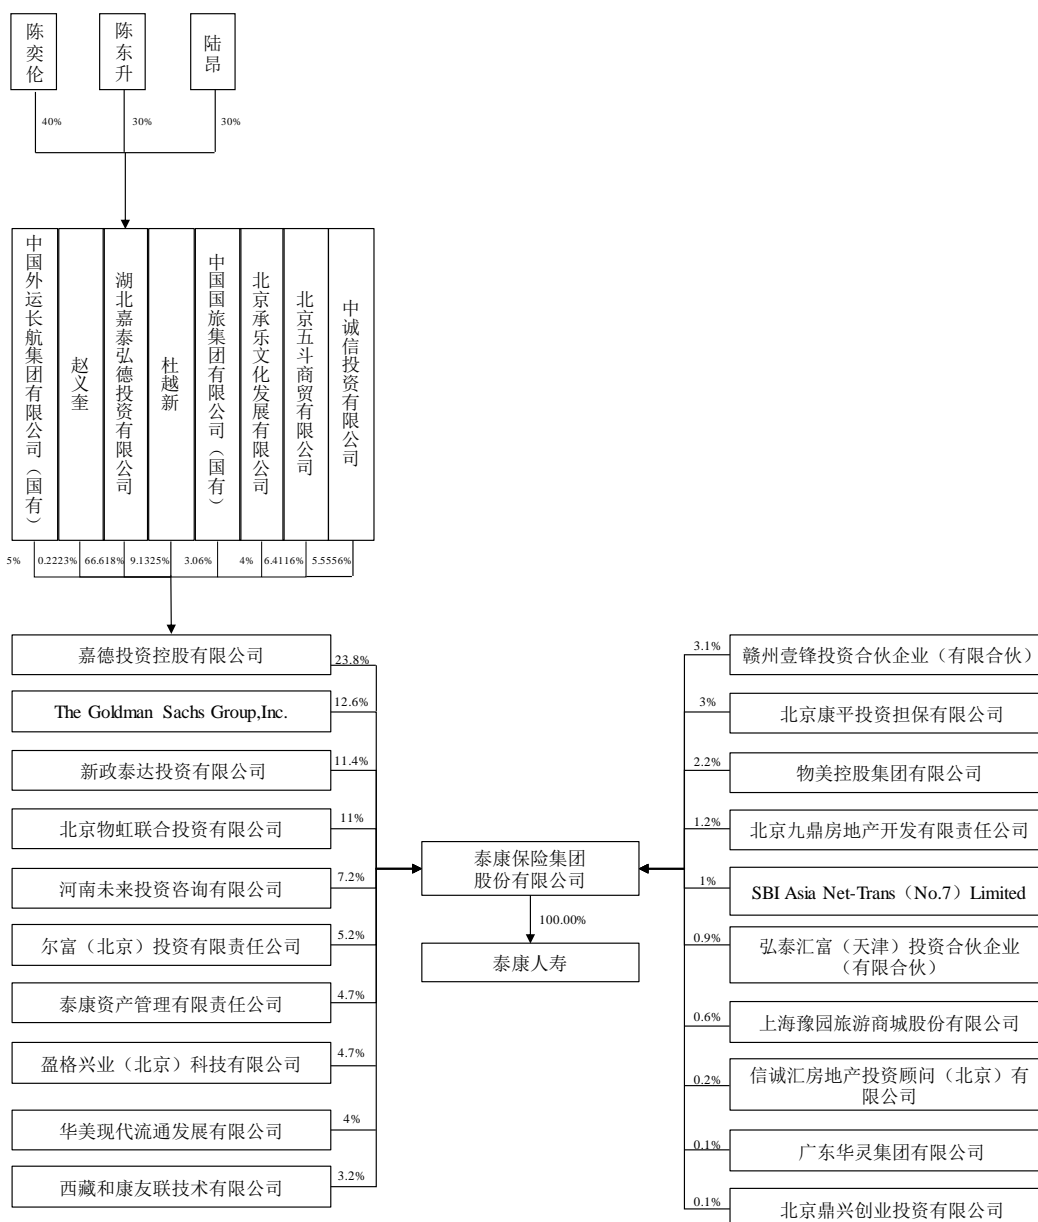 陈奕伦
陈东升
陆昂
40%
30%
30%
中国外运长航集团有限公司（国有）
赵义奎
湖北嘉泰弘德投资有限公司
杜越新
中国国旅集团有限公司（国有）
北京承乐文化发展有限公司
北京五斗商贸有限公司
中诚信投资有限公司
5%
0.2223%
66.618%
9.1325%
3.06%
4%
6.4116%
5.5556%
嘉德投资控股有限公司
23.8%
The Goldman Sachs Group,Inc.
12.6%
新政泰达投资有限公司
11.4%
北京物虹联合投资有限公司
11%
河南未来投资咨询有限公司
7.2%
尔富（北京）投资有限责任公司
5.2%
泰康资产管理有限责任公司
4.7%
盈格兴业（北京）科技有限公司
4.7%
华美现代流通发展有限公司
4%
西藏和康友联技术有限公司
3.2%
泰康保险集团
股份有限公司
100.00%
泰康人寿
3.1%
赣州壹锋投资合伙企业（有限合伙）
3%
北京康平投资担保有限公司
2.2%
物美控股集团有限公司
1.2%
北京九鼎房地产开发有限责任公司
1%
SBI Asia Net-Trans（No.7）Limited
0.9%
弘泰汇富（天津）投资合伙企业
（有限合伙）
0.6%
上海豫园旅游商城股份有限公司
0.2%
信诚汇房地产投资顾问（北京）有
限公司
0.1%
广东华灵集团有限公司
0.1%
北京鼎兴创业投资有限公司